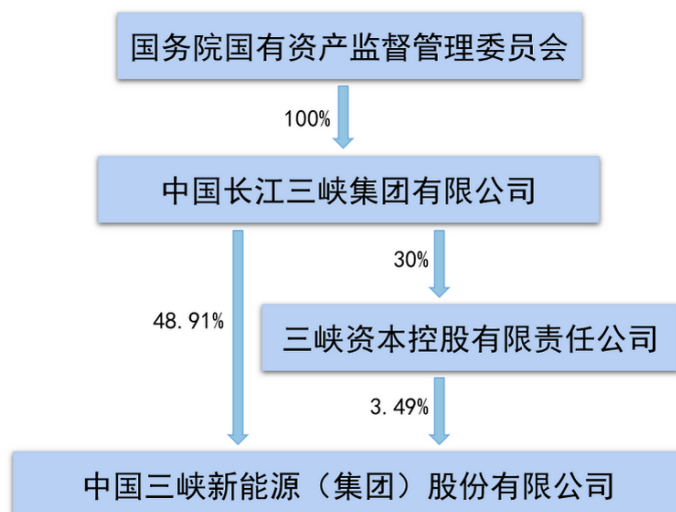 国务院国有资产监督管理委员会
100%
中国长江三峡集团有限公司
30%
48.91%
三峡资本控股有限责任公司
3.49%
中国三峡新能源（集团）股份有限公司